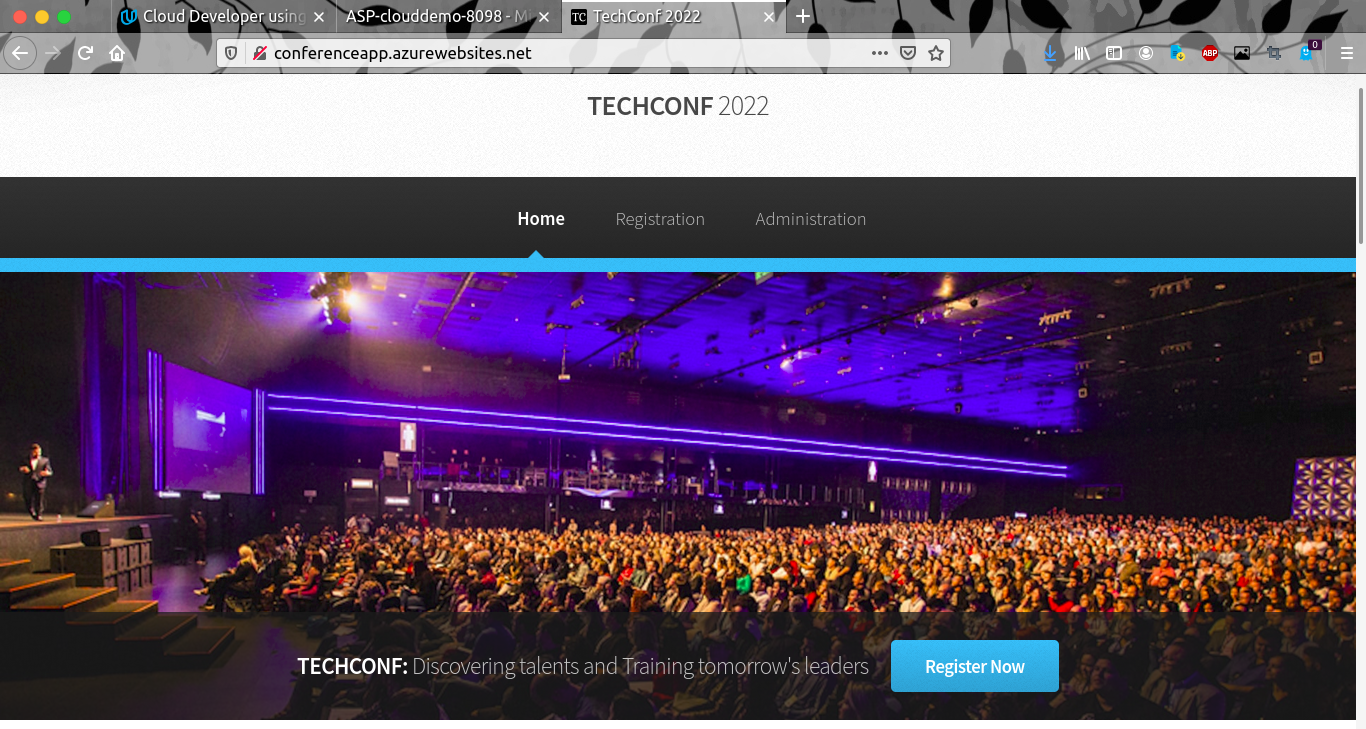 Cloud Developer using
ASP-clouddemo-8098 - Mi
TC TechConf 2022
conferenceapp.azurewebsites.net
ABP
0
TECHCONF 2022
Home
Registration
Administration
TECHCONF: Discovering talents and Training tomorrow's leaders
Register Now